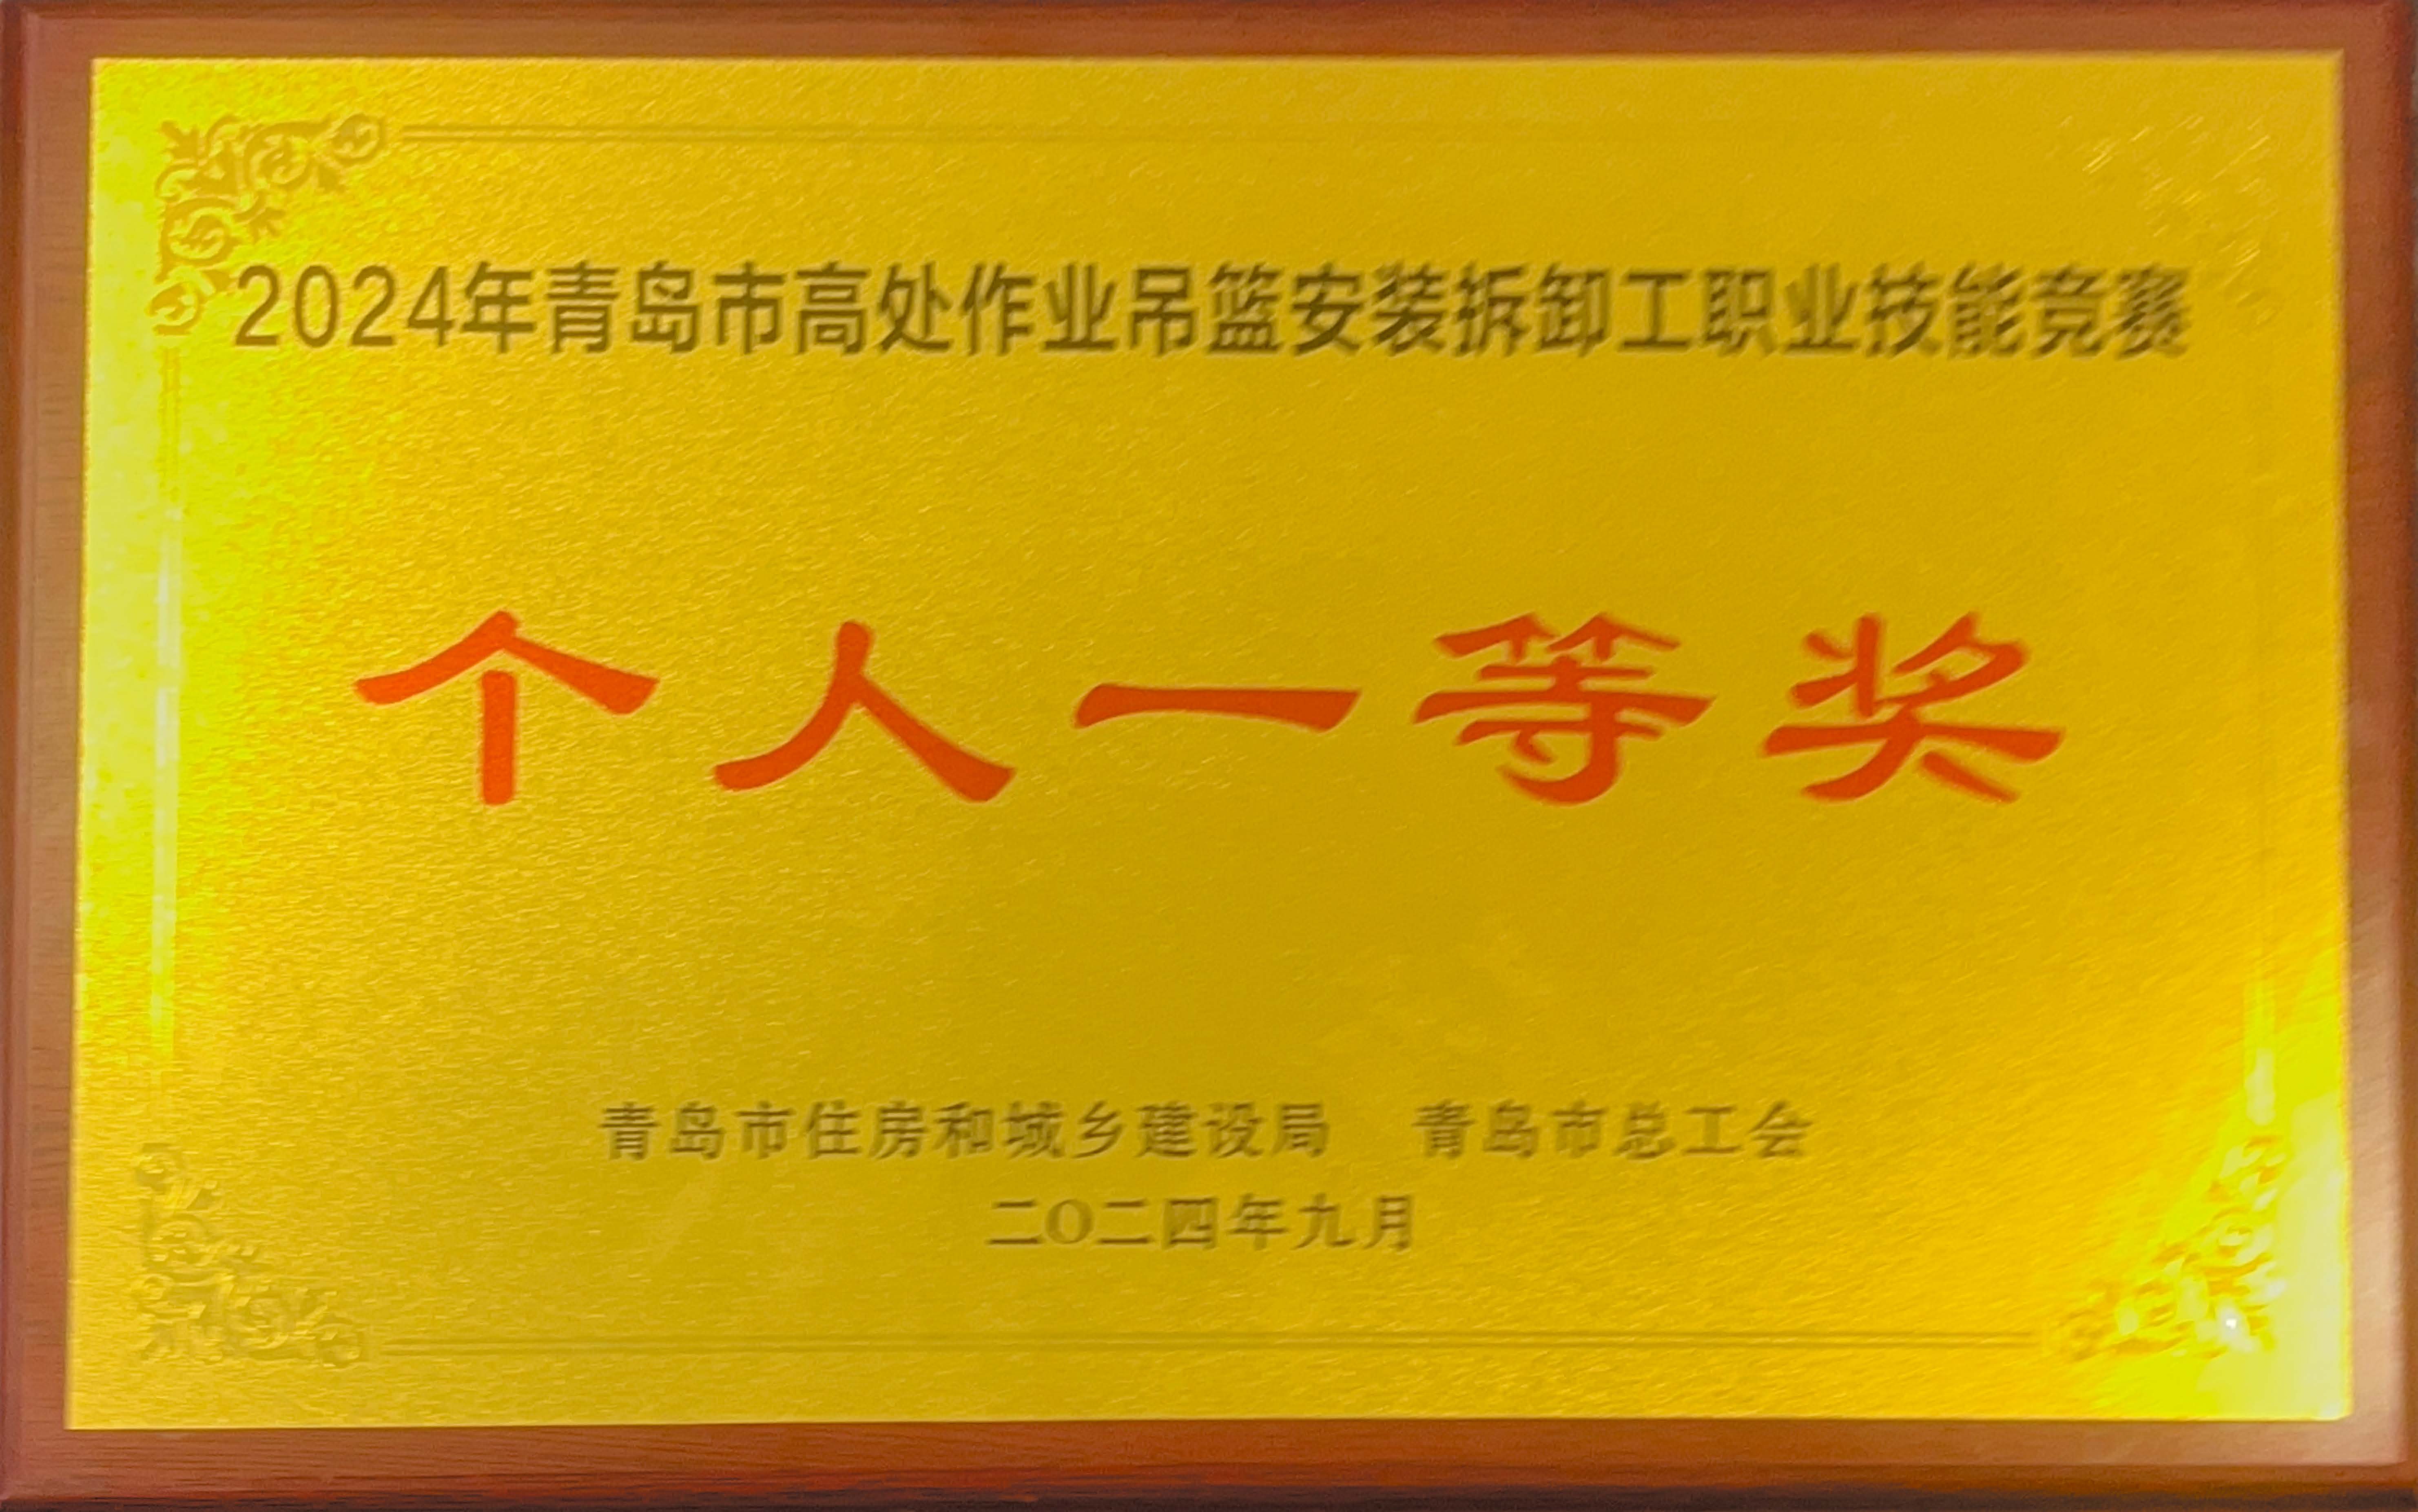 2024年青岛市高处作业吊篮安装拆卸工职业技能竞赛
个人一等奖
青岛市住房和城乡建设局 青岛市总工会
二〇二四年九月